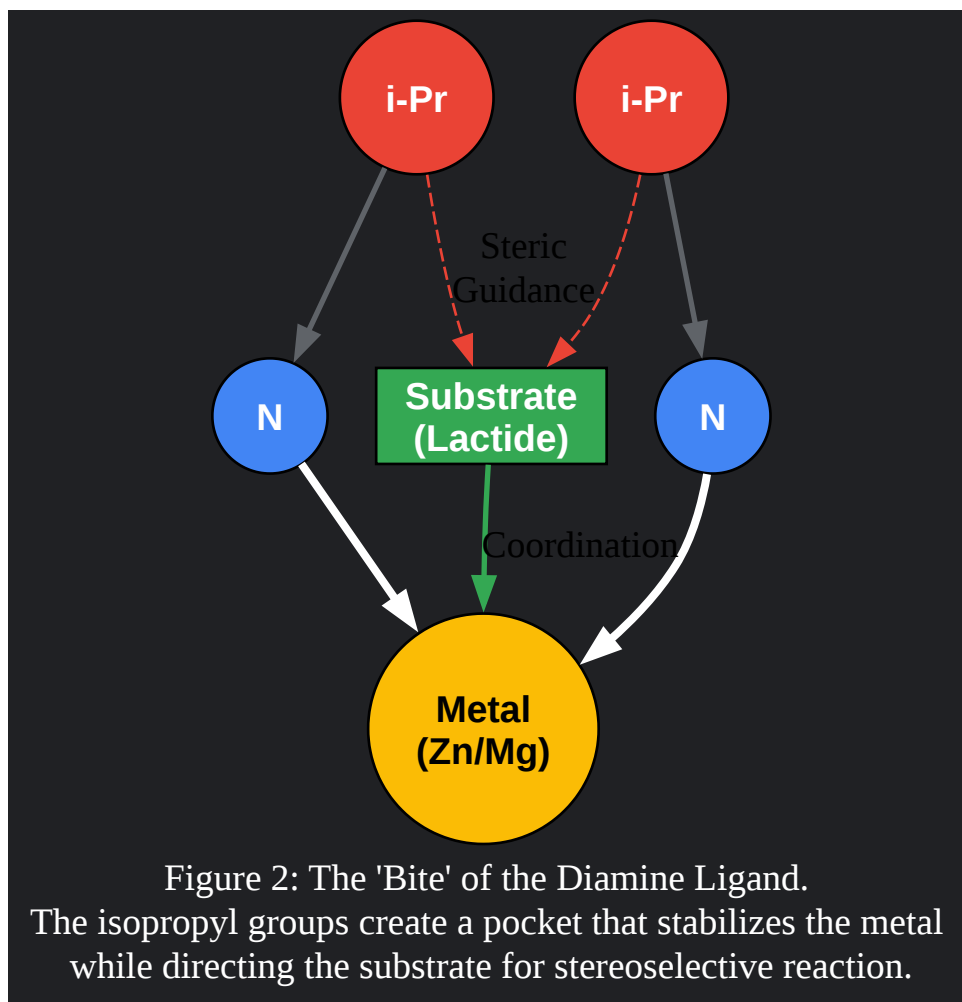 i-Pr
i-Pr
Steric
Guidance
N
Substrate
(Lactide)
N
Coordination
Metal
(Zn/Mg)
Figure 2: The 'Bite' of the Diamine Ligand.
The isopropyl groups create a pocket that stabilizes the metal
while directing the substrate for stereoselective reaction.